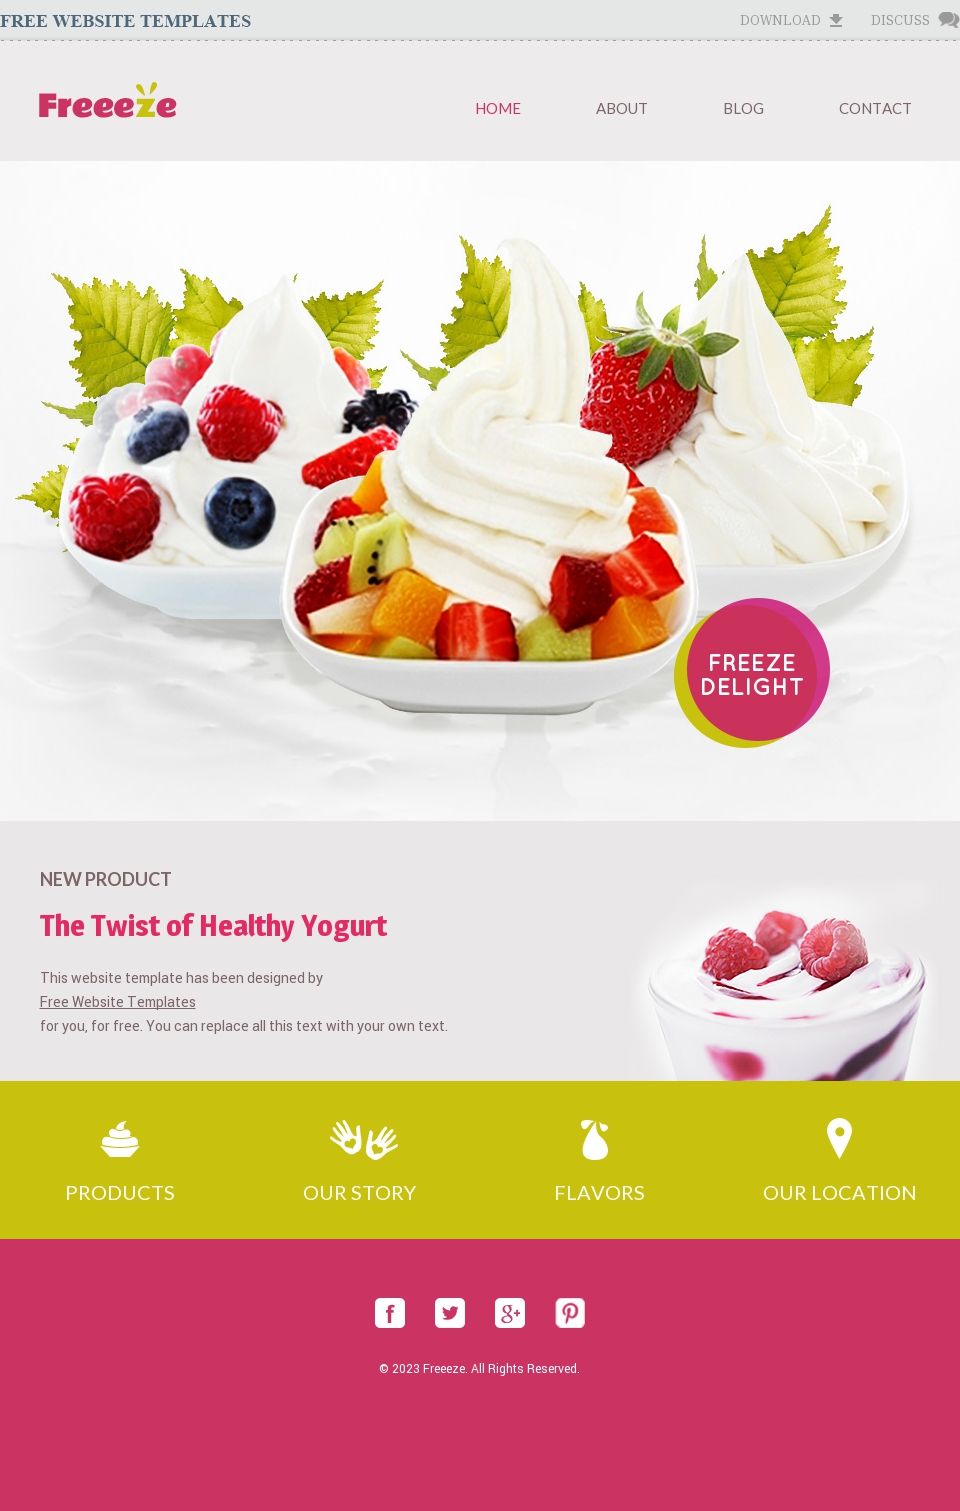 FREE WEBSITE TEMPLATES
DOWNLOAD
DISCUSS
Freeeze
HOME
ABOUT
BLOG
CONTACT
FREEZE
DELIGHT
NEW PRODUCT
The Twist of Healthy Yogurt
This website template has been designed by
Free Website Templates
for you, for free. You can replace all this text with your own text.
PRODUCTS
OUR STORY
FLAVORS
OUR LOCATION
© 2023 Freeeze. All Rights Reserved.